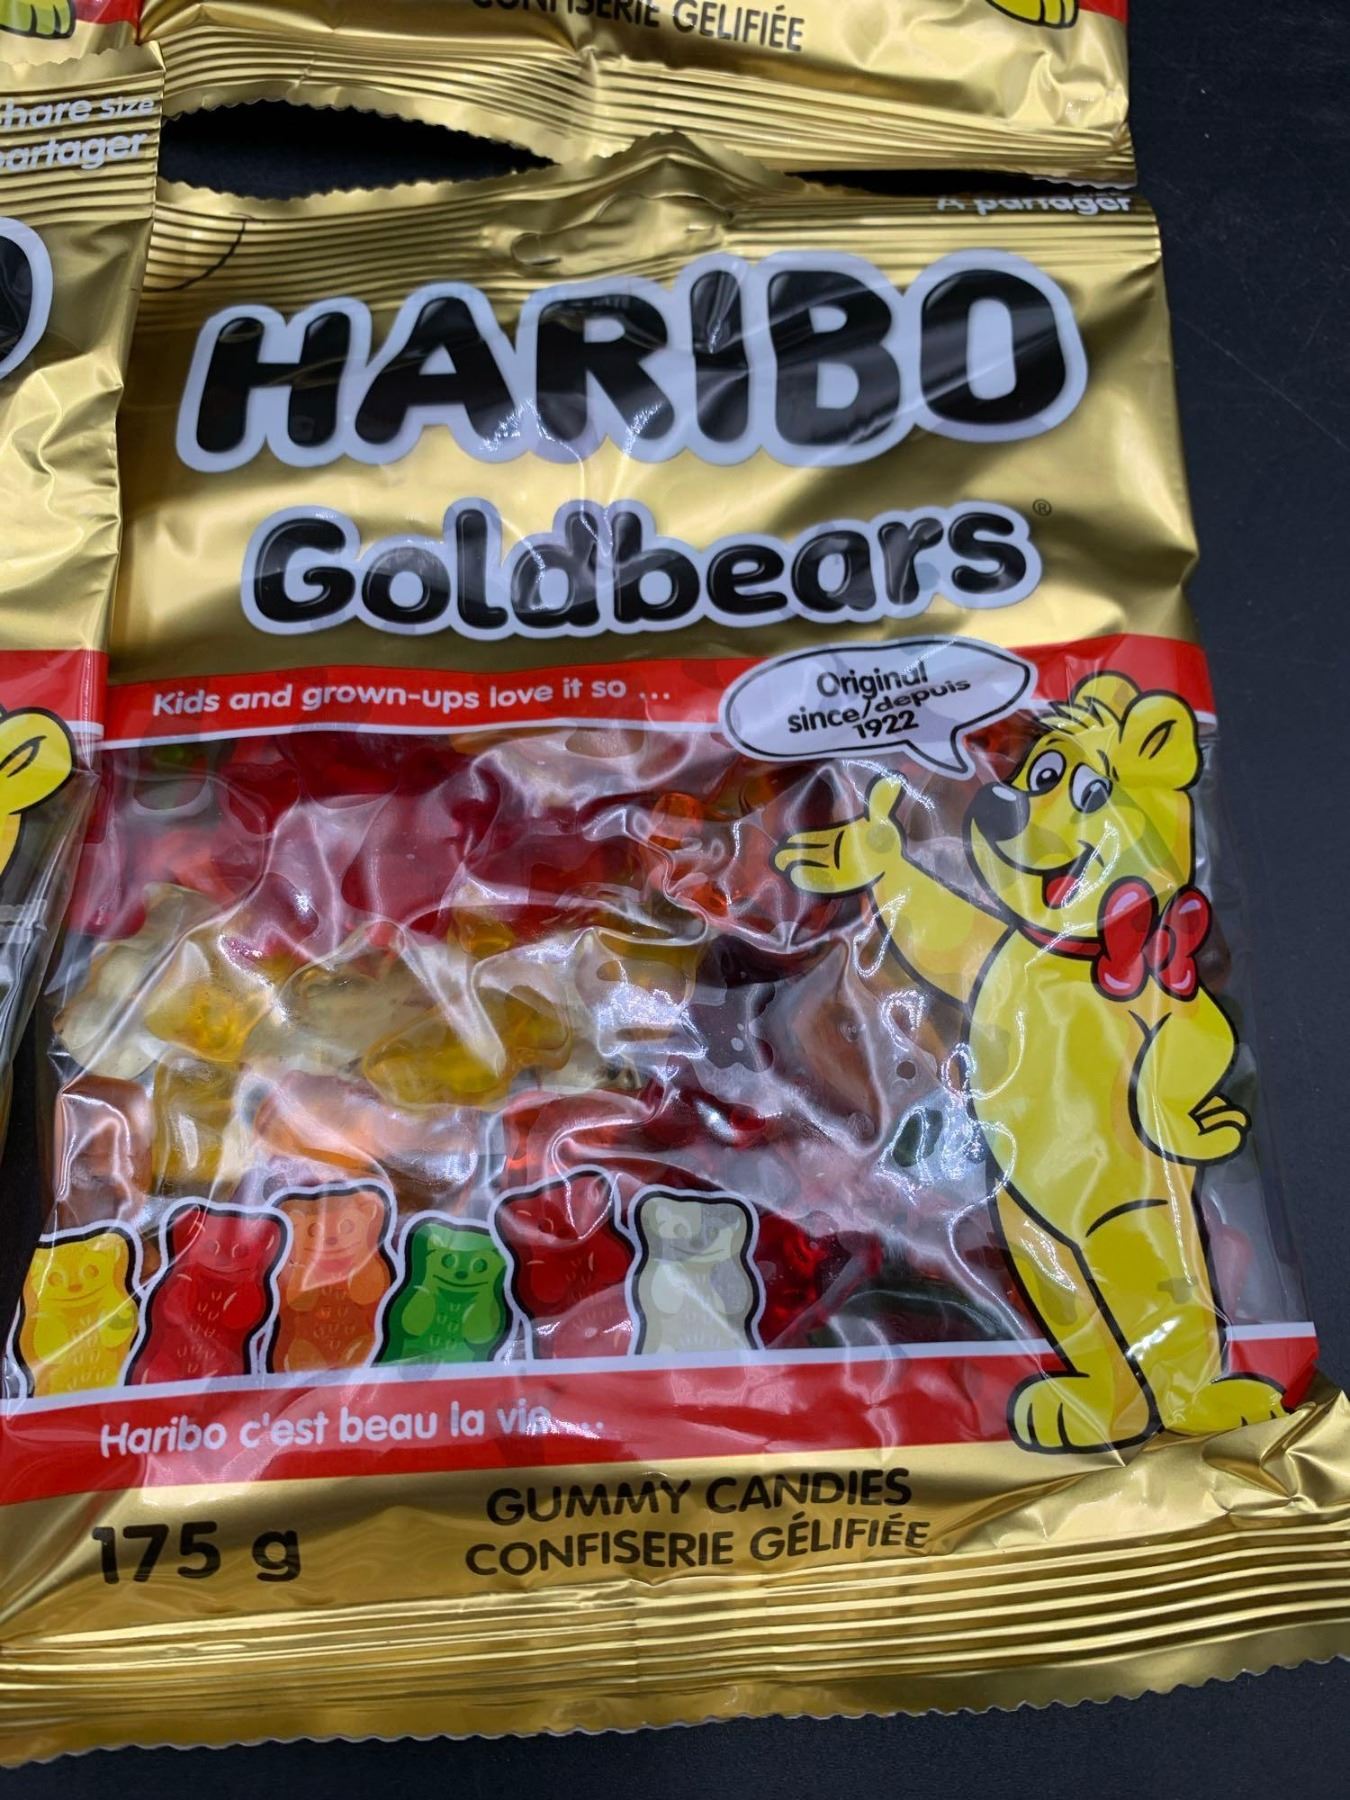 CONFISERIE GÉLIFIÉE
share size
partager
À partager
HARIBO
Goldbears®
Kids and grown-ups love it so ...
Original
since/depuis
1922
Haribo c'est beau la vie...
175 g
GUMMY CANDIES
CONFISERIE GÉLIFIÉE